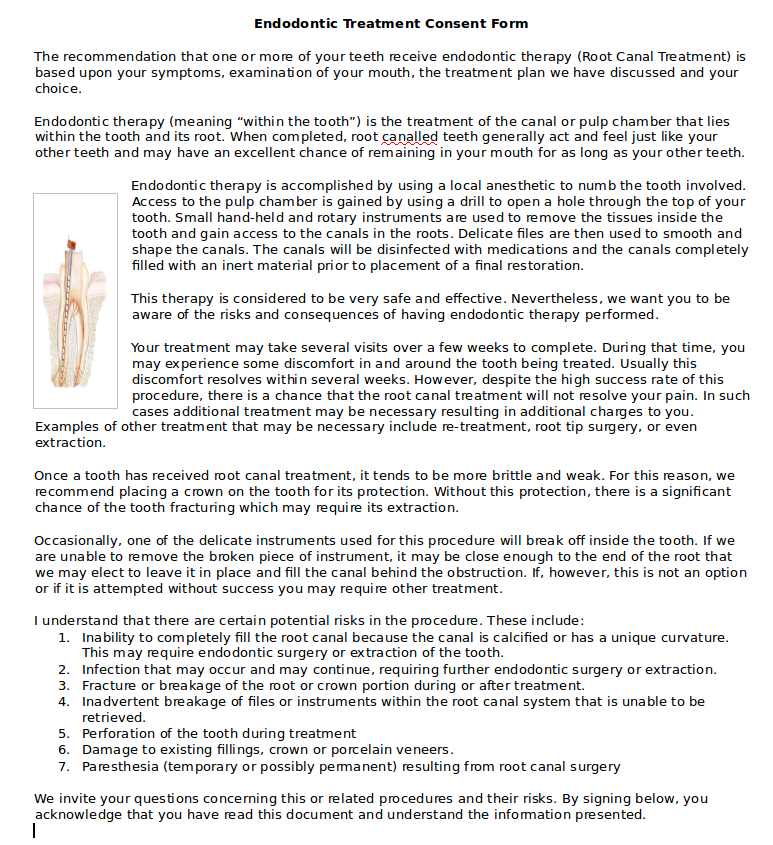 Endodontic Treatment Consent Form
The recommendation that one or more of your teeth receive endodontic therapy (Root Canal Treatment) is
based upon your symptoms, examination of your mouth, the treatment plan we have discussed and your
choice.
Endodontic therapy (meaning “within the tooth”) is the treatment of the canal or pulp chamber that lies
within the tooth and its root. When completed, root canalled teeth generally act and feel just like your
other teeth and may have an excellent chance of remaining in your mouth for as long as your other teeth.
Endodontic therapy is accomplished by using a local anesthetic to numb the tooth involved.
Access to the pulp chamber is gained by using a drill to open a hole through the top of your
tooth. Small hand-held and rotary instruments are used to remove the tissues inside the
tooth and gain access to the canals in the roots. Delicate files are then used to smooth and
shape the canals. The canals will be disinfected with medications and the canals completely
filled with an inert material prior to placement of a final restoration.
This therapy is considered to be very safe and effective. Nevertheless, we want you to be
aware of the risks and consequences of having endodontic therapy performed.
Your treatment may take several visits over a few weeks to complete. During that time, you
may experience some discomfort in and around the tooth being treated. Usually this
discomfort resolves within several weeks. However, despite the high success rate of this
procedure, there is a chance that the root canal treatment will not resolve your pain. In such
cases additional treatment may be necessary resulting in additional charges to you.
Examples of other treatment that may be necessary include re-treatment, root tip surgery, or even
extraction.
Once a tooth has received root canal treatment, it tends to be more brittle and weak. For this reason, we
recommend placing a crown on the tooth for its protection. Without this protection, there is a significant
chance of the tooth fracturing which may require its extraction.
Occasionally, one of the delicate instruments used for this procedure will break off inside the tooth. If we
are unable to remove the broken piece of instrument, it may be close enough to the end of the root that
we may elect to leave it in place and fill the canal behind the obstruction. If, however, this is not an option
or if it is attempted without success you may require other treatment.
I understand that there are certain potential risks in the procedure. These include:
1. Inability to completely fill the root canal because the canal is calcified or has a unique curvature.
This may require endodontic surgery or extraction of the tooth.
2. Infection that may occur and may continue, requiring further endodontic surgery or extraction.
3. Fracture or breakage of the root or crown portion during or after treatment.
4. Inadvertent breakage of files or instruments within the root canal system that is unable to be
retrieved.
5. Perforation of the tooth during treatment
6. Damage to existing fillings, crown or porcelain veneers.
7. Paresthesia (temporary or possibly permanent) resulting from root canal surgery
We invite your questions concerning this or related procedures and their risks. By signing below, you
acknowledge that you have read this document and understand the information presented.